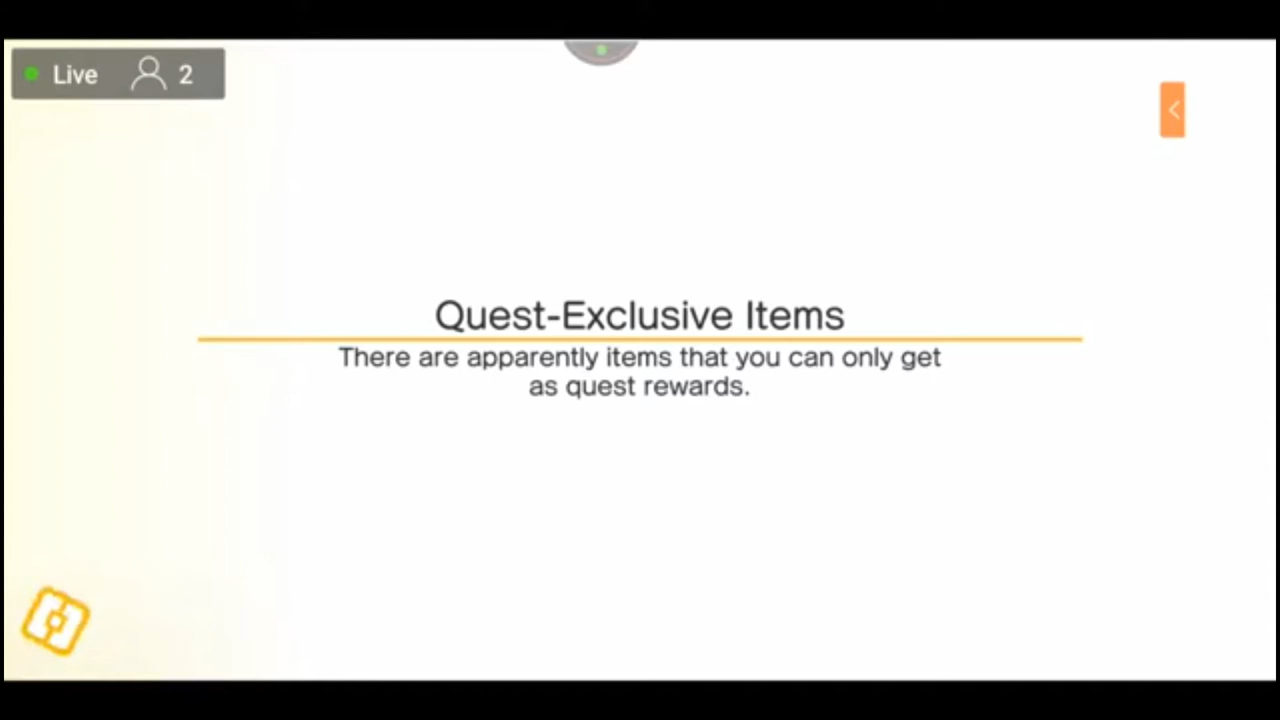 Live 2
Quest-Exclusive Items
There are apparently items that you can only get
as quest rewards.